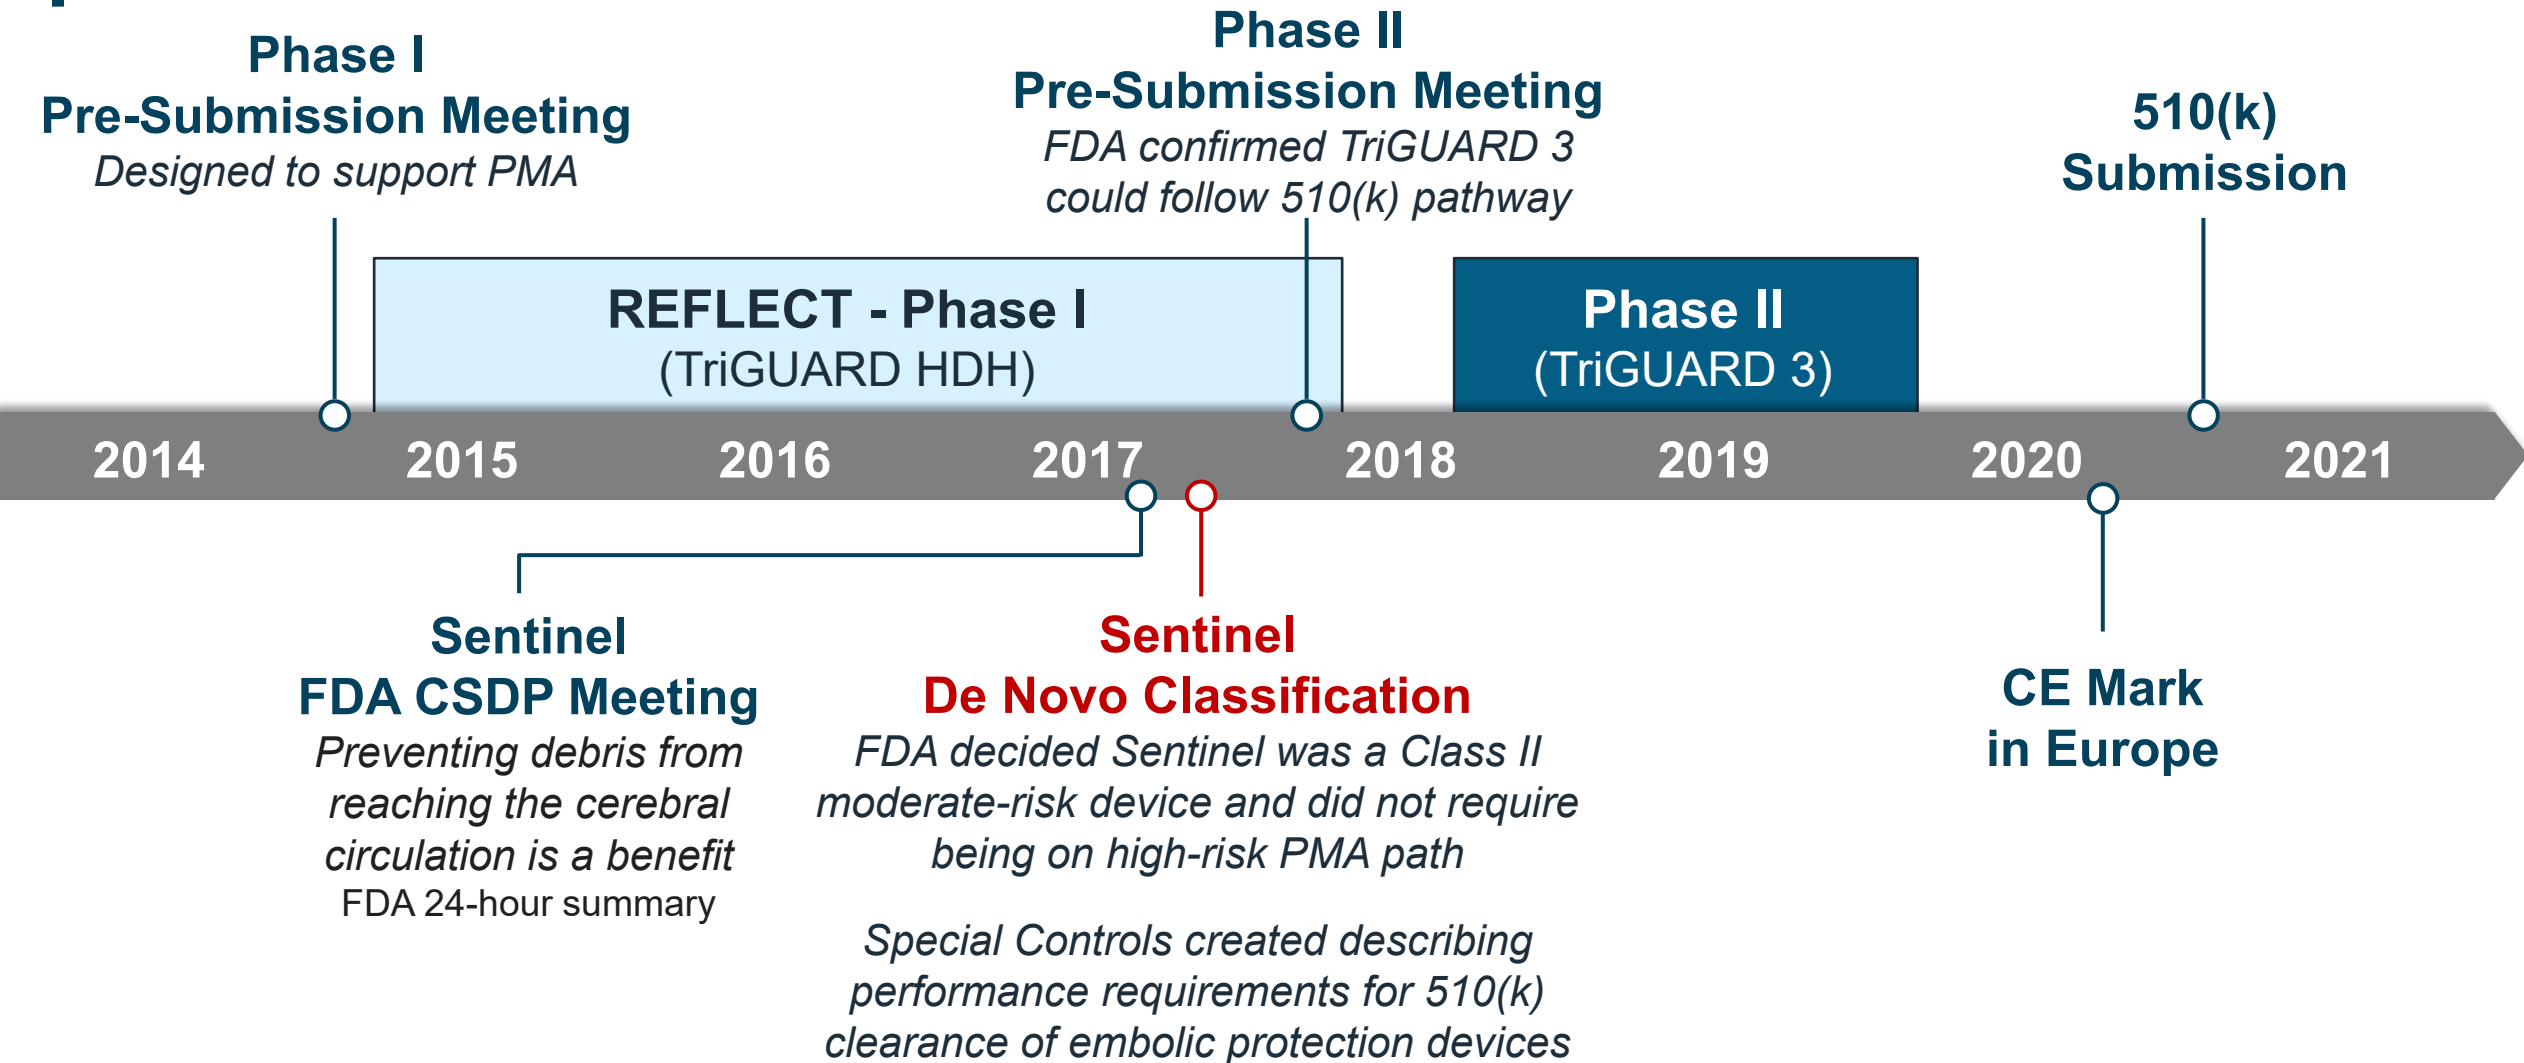 Phase I
Pre-Submission Meeting
Designed to support PMA
Phase II
Pre-Submission Meeting
FDA confirmed TriGUARD 3
could follow 510(k) pathway
510(k)
Submission
REFLECT - Phase I
(TriGUARD HDH)
Phase II
(TriGUARD 3)
2014 2015 2016 2017 2018 2019 2020 2021
Sentinel
FDA CSDP Meeting
Preventing debris from
reaching the cerebral
circulation is a benefit
FDA 24-hour summary
Sentinel
De Novo Classification
FDA decided Sentinel was a Class II
moderate-risk device and did not require
being on high-risk PMA path
Special Controls created describing
performance requirements for 510(k)
clearance of embolic protection devices
CE Mark
in Europe